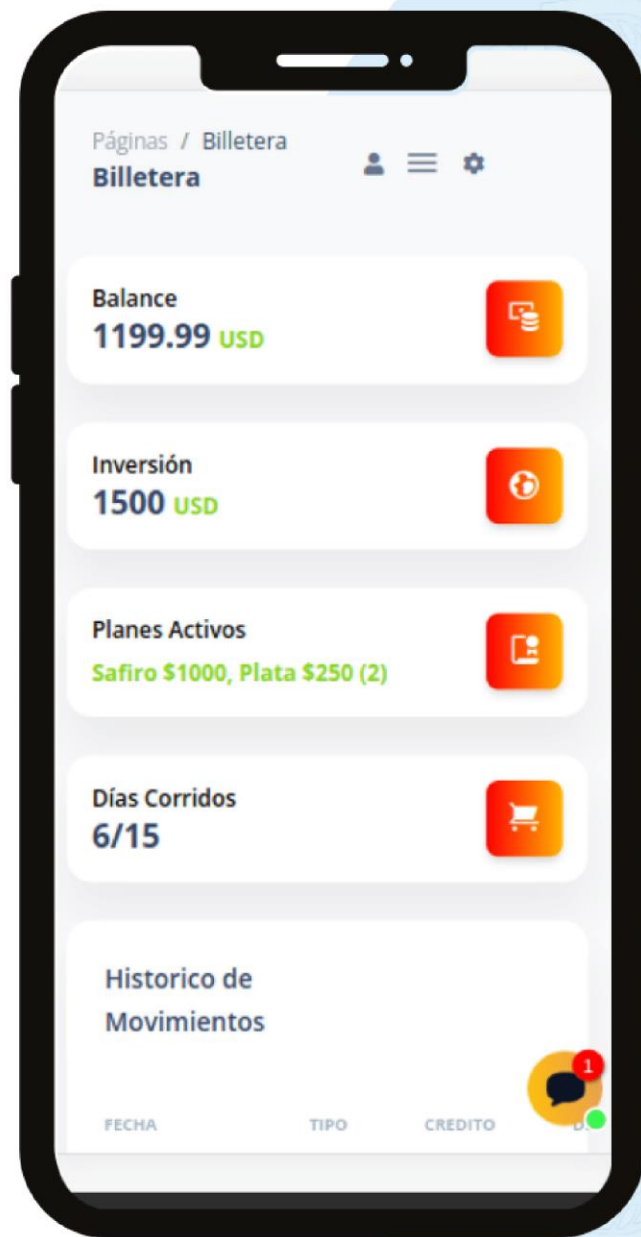 Páginas / Billetera
Billetera
Balance
1199.99 USD
Inversión
1500 USD
Planes Activos
Safiro $1000, Plata $250 (2)
Días Corridos
6/15
Historico de
Movimientos
1
FECHA TIPO CREDITO